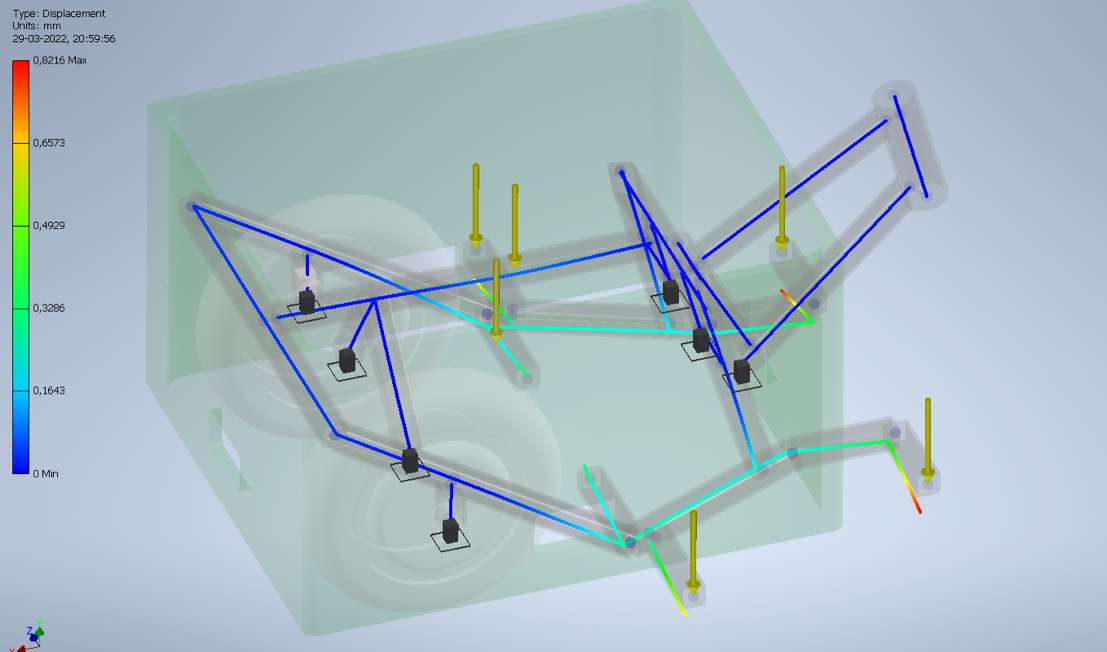 Type: Displacement
Units: mm
29-03-2022, 20:59:56
0,8216 Max
0,6573
0,4929
0,3286
0,1643
0 Min
Y
Z
X